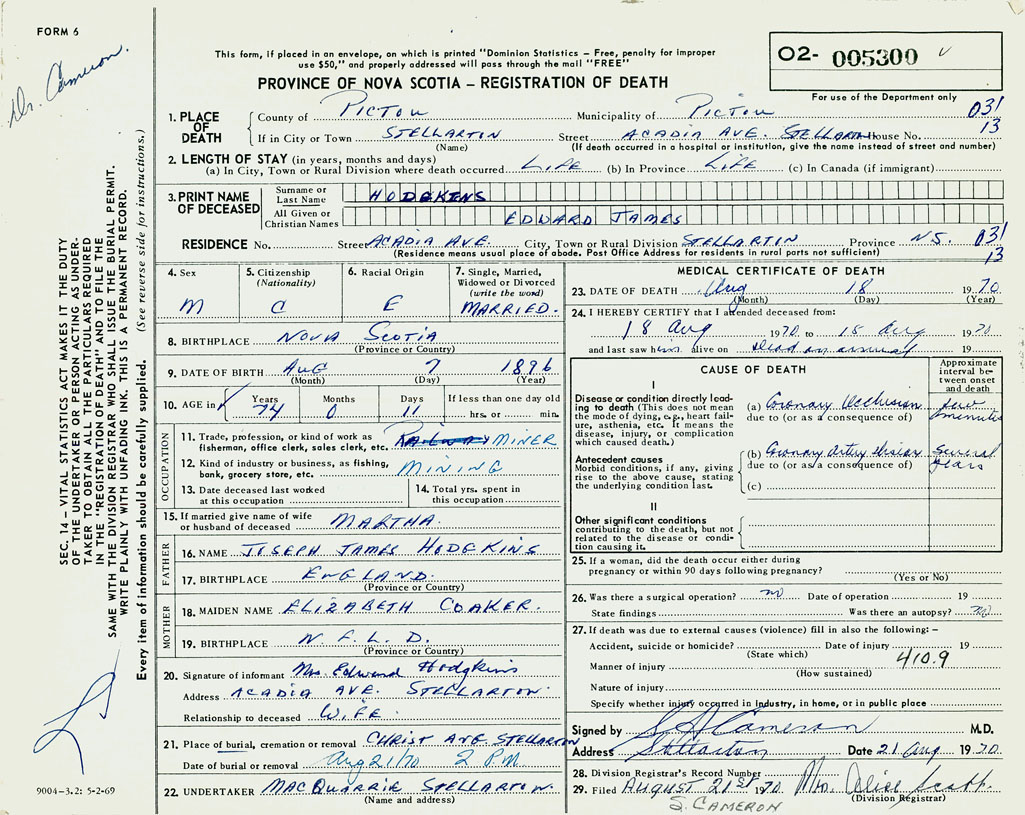 FORM 6
Dr. Cameron.
This form, if placed in an envelope, on which is printed "Dominion Statistics – Free, penalty for improper
use $50," and properly addressed will pass through the mail "FREE"
PROVINCE OF NOVA SCOTIA – REGISTRATION OF DEATH
O2- 005300
For use of the Department only
1. PLACE OF DEATH
County of PICTOU Municipality of PICTOU 031
If in City or Town STELLARTON Street ACADIA AVE. STELLARTON House No. 13
(Name) (If death occurred in a hospital or institution, give the name instead of street and number)
2. LENGTH OF STAY (in years, months and days)
(a) In City, Town or Rural Division where death occurred LIFE (b) In Province LIFE (c) In Canada (if immigrant)
3. PRINT NAME OF DECEASED
Surname or Last Name HODGKINS
All Given or Christian Names EDWARD JAMES
RESIDENCE No. Street ACADIA AVE. City, Town or Rural Division STELLARTON Province N.S. 031
(Residence means usual place of abode. Post Office Address for residents in rural parts not sufficient) 13
4. Sex M
5. Citizenship (Nationality) C
6. Racial Origin E
7. Single, Married, Widowed or Divorced (write the word) MARRIED.
8. BIRTHPLACE NOVA SCOTIA
(Province or Country)
9. DATE OF BIRTH AUG 7 1896
(Month) (Day) (Year)
10. AGE in Years 74 Months 0 Days 11 If less than one day old hrs. or min.
OCCUPATION
11. Trade, profession, or kind of work as MINER
fisherman, office clerk, sales clerk, etc.
12. Kind of industry or business, as fishing, MINING
bank, grocery store, etc.
13. Date deceased last worked at this occupation
14. Total yrs. spent in this occupation
15. If married give name of wife MARTHA.
or husband of deceased
FATHER
16. NAME JOSEPH JAMES HODGKINS
17. BIRTHPLACE ENGLAND.
(Province or Country)
MOTHER
18. MAIDEN NAME ELIZABETH COAKER.
19. BIRTHPLACE N.F.L.D.
(Province or Country)
20. Signature of informant Mrs. Edward Hodgkins
Address ACADIA AVE. STELLARTON.
Relationship to deceased WIFE.
21. Place of burial, cremation or removal CHRIST AVE. STELLARTON
Date of burial or removal Aug 21/70 2 PM.
22. UNDERTAKER MACQUARRIE STELLARTON.
(Name and address)
MEDICAL CERTIFICATE OF DEATH
23. DATE OF DEATH Aug 18 1970
(Month) (Day) (Year)
24. I HEREBY CERTIFY that I attended deceased from:
18 Aug 1970 to 18 Aug 1970
and last saw him alive on dead on arrival 19
CAUSE OF DEATH
Approximate interval between onset and death
I
Disease or condition directly leading to death (This does not mean the mode of dying, e.g., heart failure, asthenia, etc. It means the disease, injury, or complication which caused death.)
(a) Coronary Occlusion few minutes
due to (or as a consequence of)
Antecedent causes
Morbid conditions, if any, giving rise to the above cause, stating the underlying condition last.
(b) Coronary Artery Disease Several Years
due to (or as a consequence of)
(c)
II
Other significant conditions
contributing to the death, but not related to the disease or condition causing it.
25. If a woman, did the death occur either during
pregnancy or within 90 days following pregnancy?
(Yes or No)
26. Was there a surgical operation? no Date of operation 19
State findings Was there an autopsy? no
27. If death was due to external causes (violence) fill in also the following: –
Accident, suicide or homicide? Date of injury 19
(State which) 410.9
Manner of injury
(How sustained)
Nature of injury
Specify whether injury occurred in industry, in home, or in public place
Signed by Cameron M.D.
Address Stellarton Date 21 Aug 1970.
28. Division Registrar's Record Number
29. Filed AUGUST 21st 1970 Mrs. Alice Scott.
(Division Registrar)
S. CAMERON
SEC. 14 – VITAL STATISTICS ACT MAKES IT THE DUTY
OF THE UNDERTAKER OR PERSON ACTING AS UNDER-
TAKER TO OBTAIN ALL THE PARTICULARS REQUIRED
IN THE "REGISTRATION OF DEATH" AND TO FILE THE
SAME WITH THE DIVISION REGISTRAR WHO SHALL ISSUE THE BURIAL PERMIT.
WRITE PLAINLY WITH UNFADING INK. THIS IS A PERMANENT RECORD.
Every item of information should be carefully supplied. (See reverse side for instructions.)
9004-3.2: 5-2-69